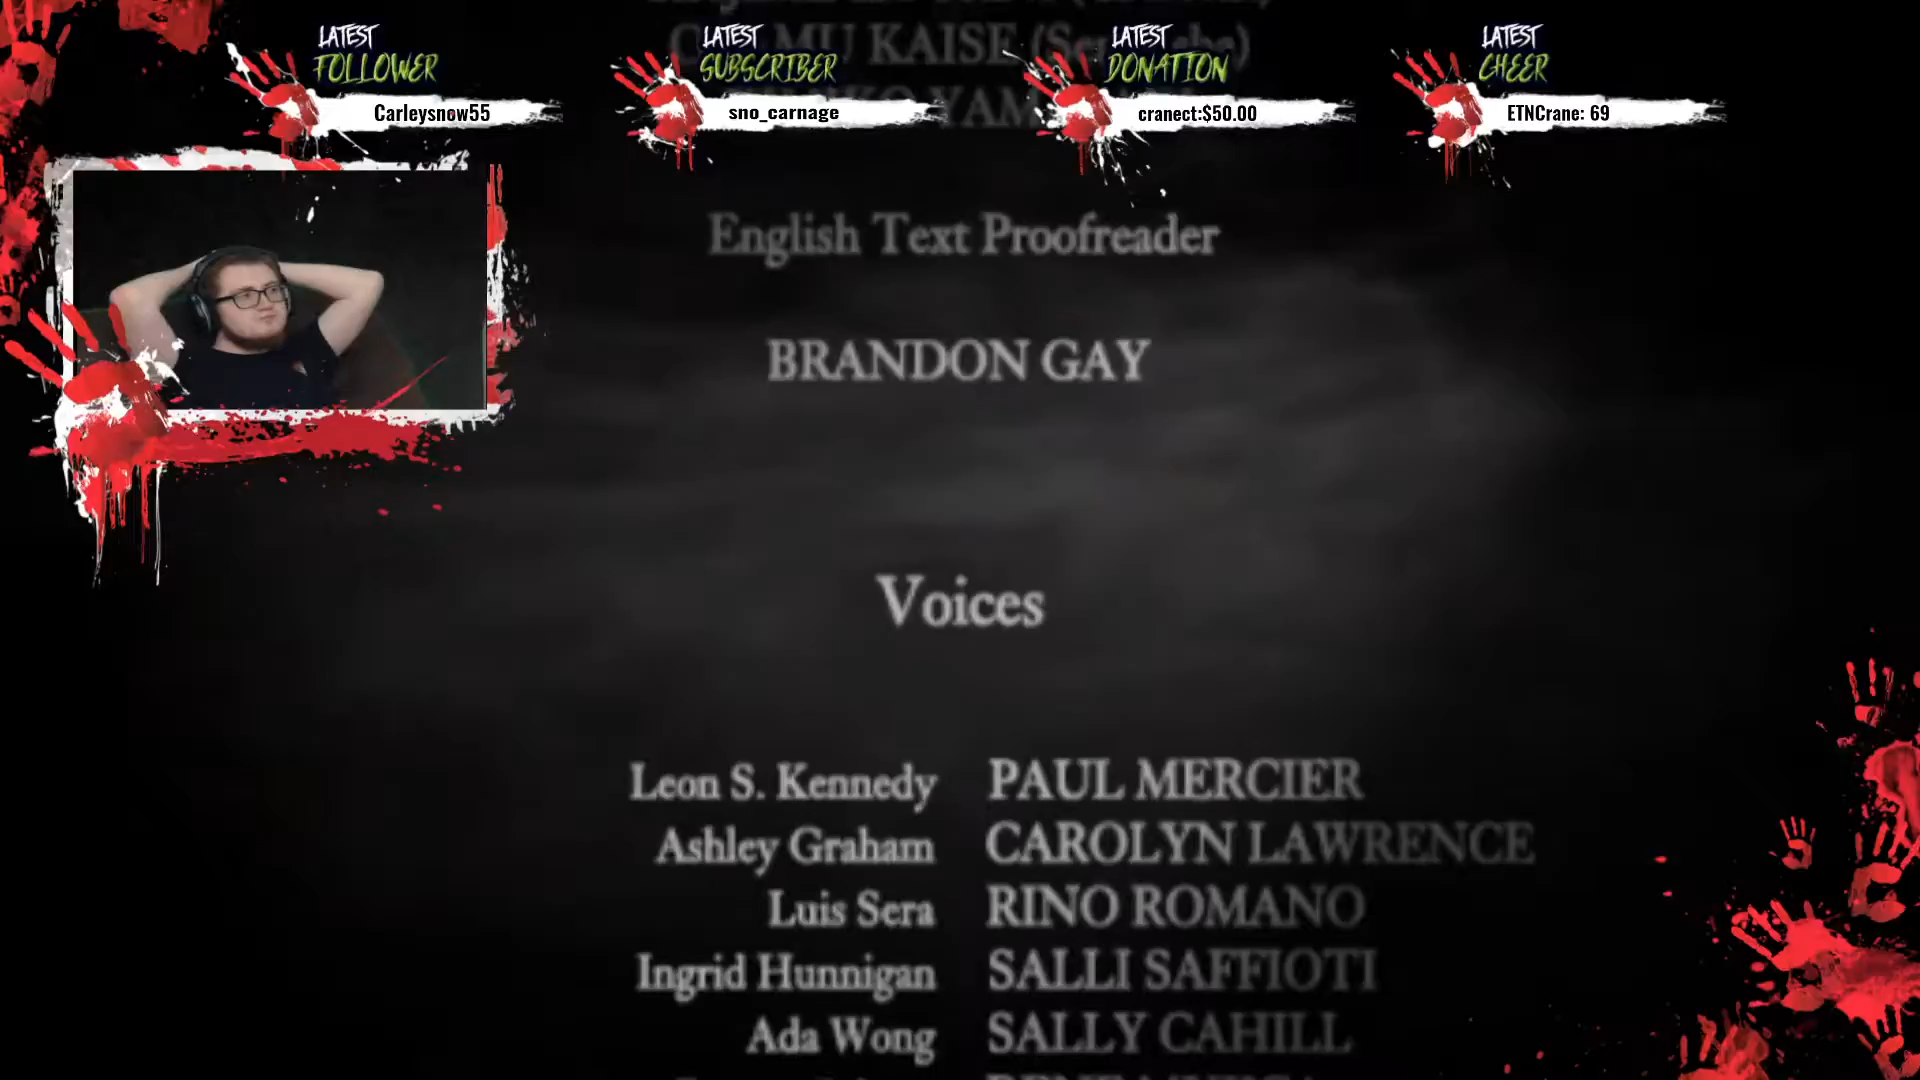 LATEST FOLLOWER
Carleysnow55
LATEST SUBSCRIBER
sno_carnage
LATEST DONATION
cranect:$50.00
LATEST CHEER
ETNCrane: 69
MU KAISE
English Text Proofreader
BRANDON GAY
Voices
Leon S. Kennedy PAUL MERCIER
Ashley Graham CAROLYN LAWRENCE
Luis Sera RINO ROMANO
Ingrid Hunnigan SALLI SAFFIOTI
Ada Wong SALLY CAHILL